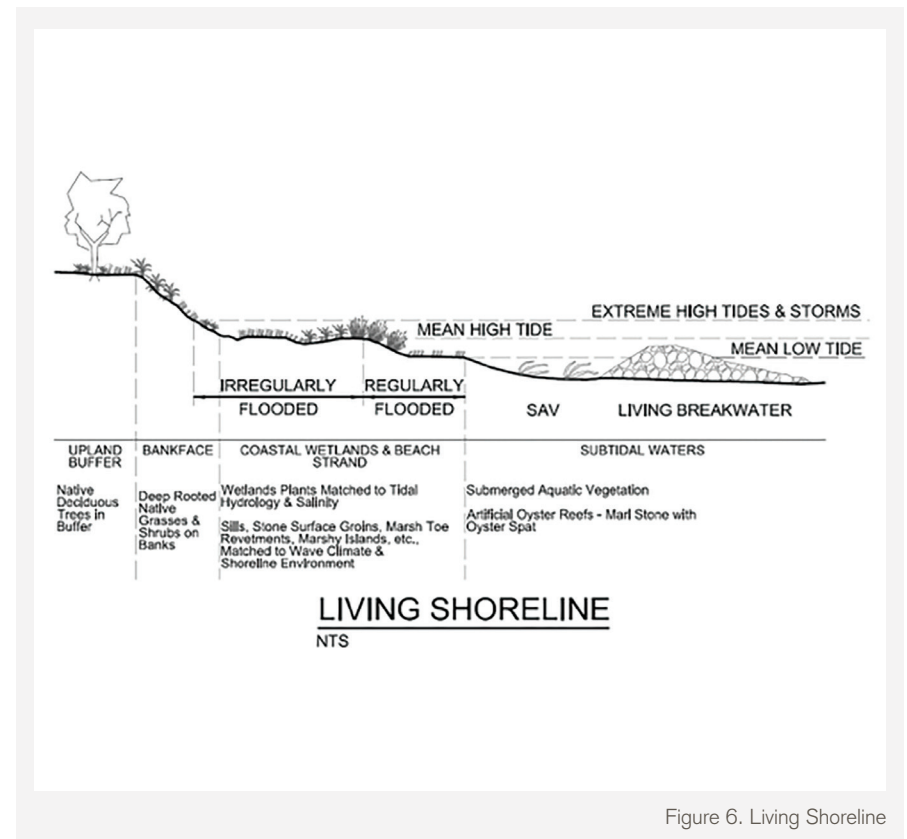 EXTREME HIGH TIDES & STORMS
MEAN HIGH TIDE
MEAN LOW TIDE
IRREGULARLY
FLOODED
REGULARLY
FLOODED
SAV
LIVING BREAKWATER
UPLAND
BUFFER
BANKFACE
COASTAL WETLANDS & BEACH
STRAND
SUBTIDAL WATERS
Native
Deciduous
Trees in
Buffer
Deep Rooted
Native
Grasses &
Shrubs on
Banks
Wetlands Plants Matched to Tidal
Hydrology & Salinity
Sills, Stone Surface Groins, Marsh Toe
Revetments, Marshy Islands, etc.,
Matched to Wave Climate &
Shoreline Environment
Submerged Aquatic Vegetation
Artificial Oyster Reefs - Marl Stone with
Oyster Spat
LIVING SHORELINE
NTS
Figure 6. Living Shoreline